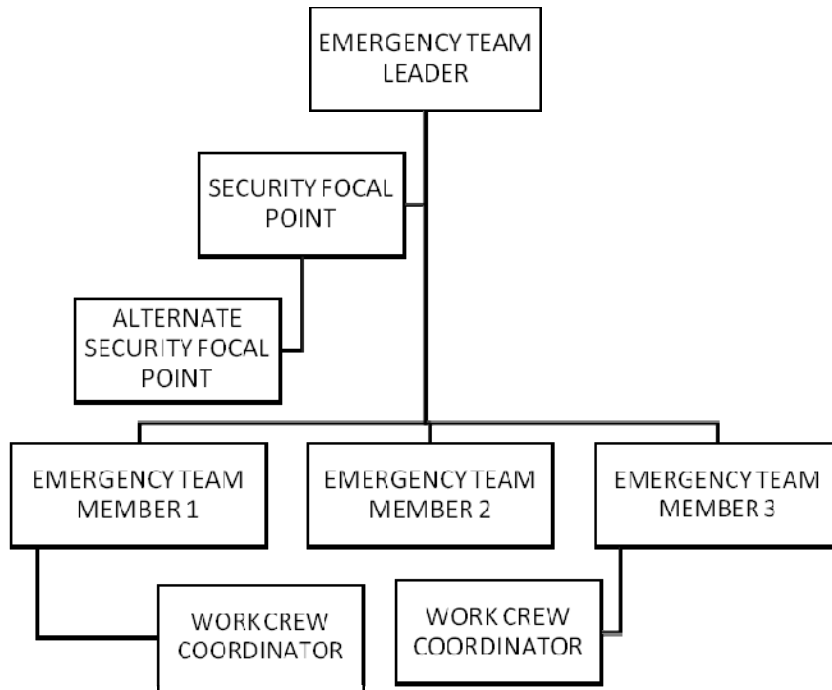 EMERGENCY TEAM
LEADER
SECURITY FOCAL
POINT
ALTERNATE
SECURITY FOCAL
POINT
EMERGENCY TEAM
MEMBER 1
EMERGENCY TEAM
MEMBER 2
EMERGENCY TEAM
MEMBER 3
WORK CREW
COORDINATOR
WORK CREW
COORDINATOR